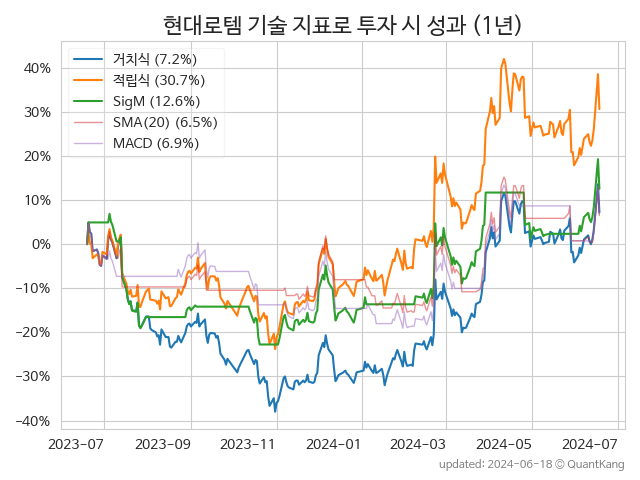 현대로템 기술 지표로 투자 시 성과 (1년)
거치식 (7.2%)
적립식 (30.7%)
SigM (12.6%)
SMA(20) (6.5%)
MACD (6.9%)
40%
30%
20%
10%
0%
−10%
−20%
−30%
−40%
2023-07 2023-09 2023-11 2024-01 2024-03 2024-05 2024-07
updated: 2024-06-18 © QuantKang